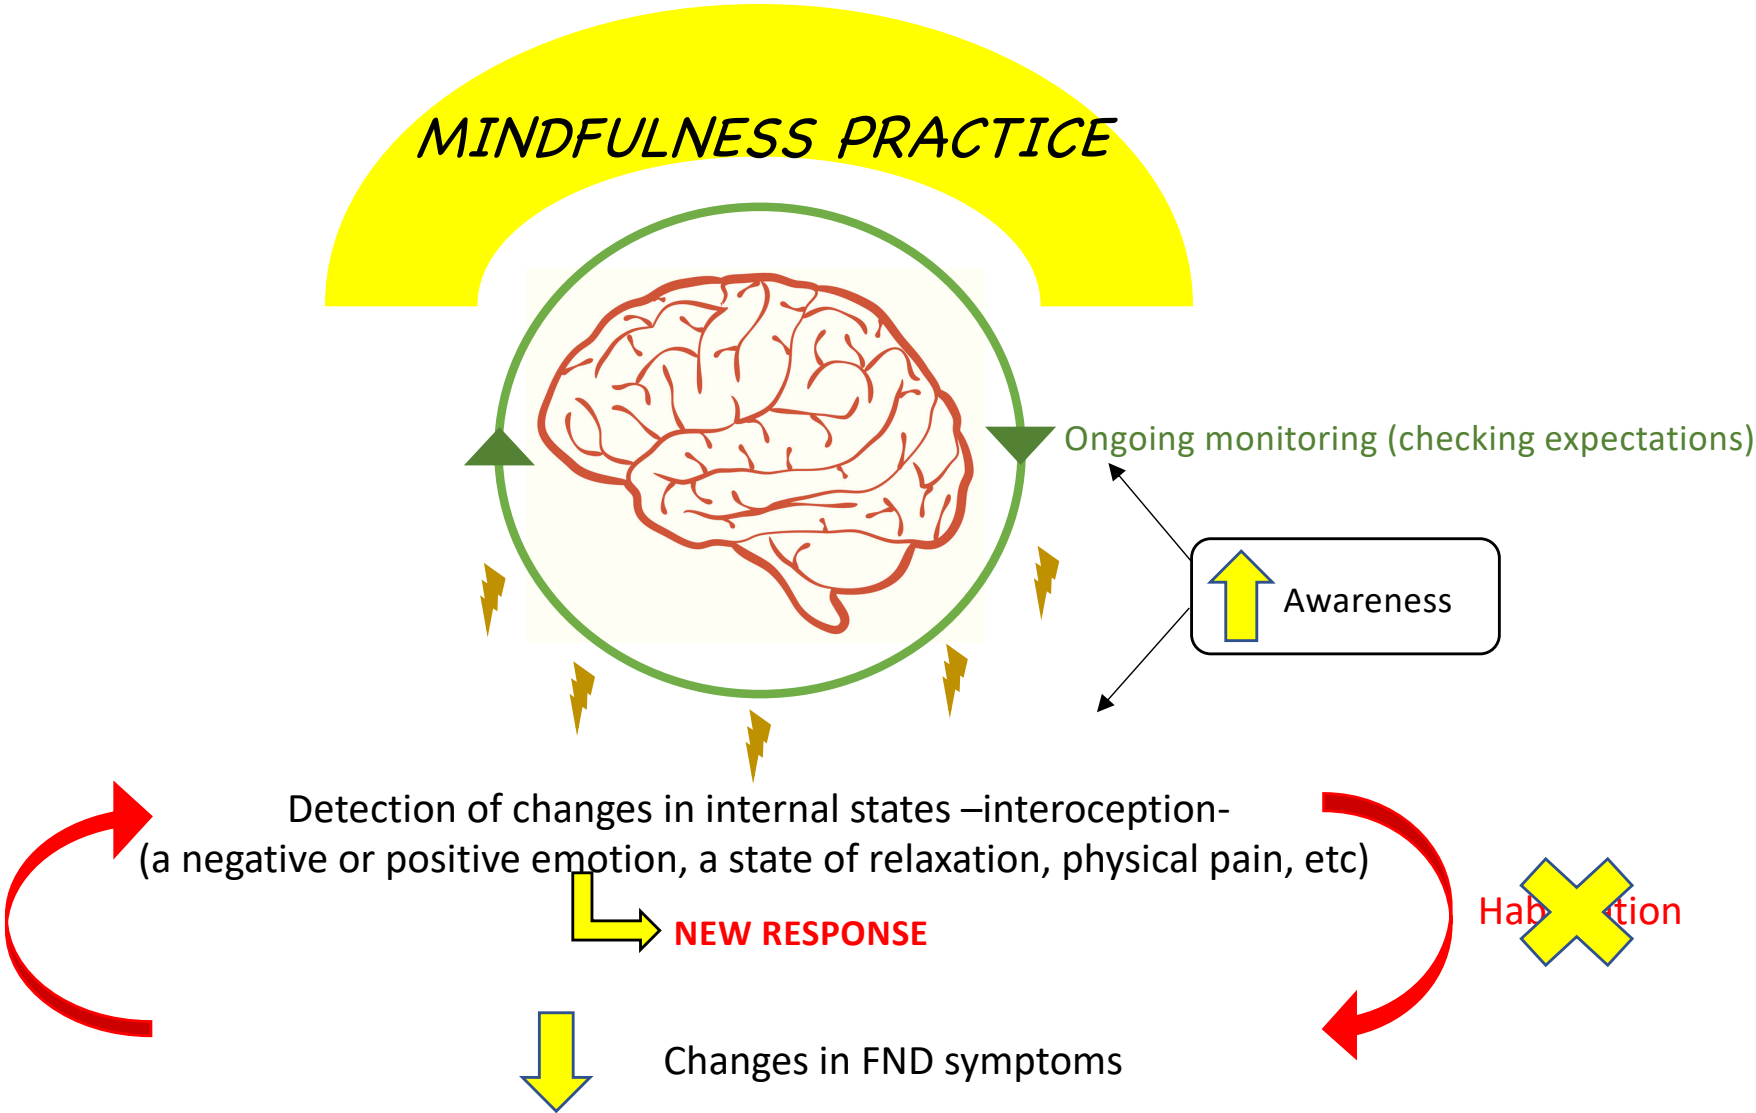 MINDFULNESS PRACTICE
Ongoing monitoring (checking expectations)
Awareness
Detection of changes in internal states –interoception-
(a negative or positive emotion, a state of relaxation, physical pain, etc)
NEW RESPONSE
Changes in FND symptoms